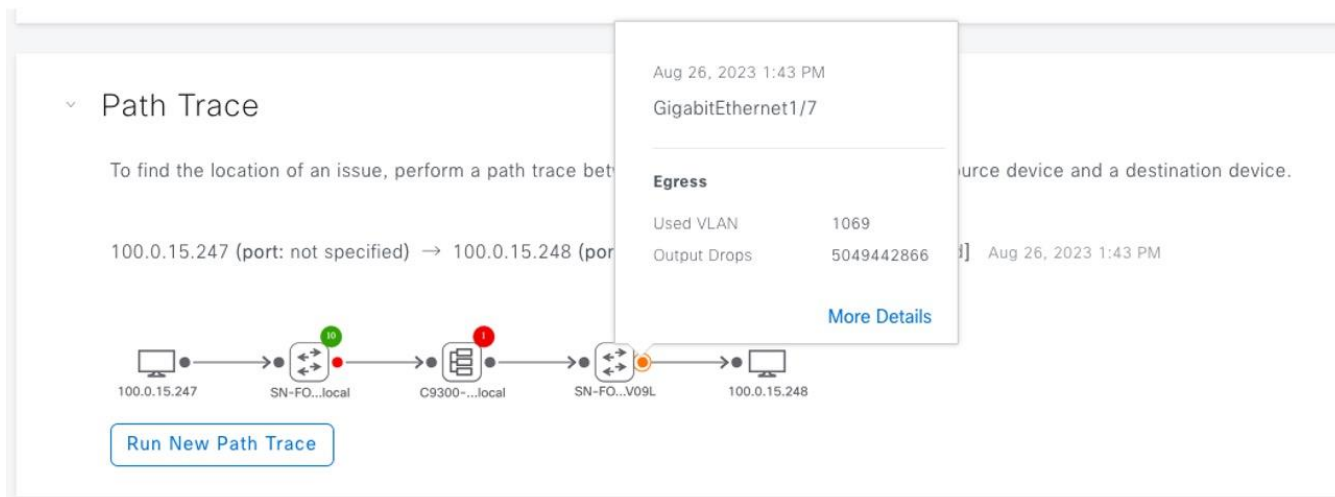 Aug 26, 2023 1:43 PM
GigabitEthernet1/7
Path Trace
To find the location of an issue, perform a path trace bet
urce device and a destination device.
Egress
Used VLAN 1069
Output Drops 5049442866
100.0.15.247 (port: not specified) → 100.0.15.248 (por
] Aug 26, 2023 1:43 PM
More Details
10
1
100.0.15.247
SN-FO...local
C9300-...local
SN-FO...V09L
100.0.15.248
Run New Path Trace